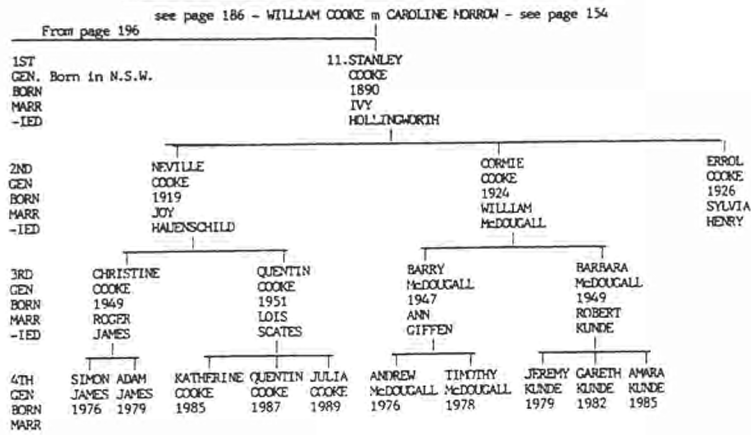 see page 186 - WILLIAM COOKE m CAROLINE MORROW - see page 154
From page 196
1ST 11.STANLEY
GEN. Born in N.S.W. COOKE
BORN 1890
MARR IVY
-IED HOLLINGWORTH
2ND NEVILLE CORMIE ERROL
GEN COOKE COOKE COOKE
BORN 1919 1924 1926
MARR JOY WILLIAM SYLVIA
-IED HAUENSCHILD McDOUGALL HENRY
3RD CHRISTINE QUENTIN BARRY BARBARA
GEN COOKE COOKE McDOUGALL McDOUGALL
BORN 1949 1951 1947 1949
MARR ROGER LOIS ANN ROBERT
-IED JAMES SCATES GIFFEN KUNDE
4TH SIMON ADAM KATHERINE QUENTIN JULIA ANDREW TIMOTHY JEREMY GARETH AMARA
GEN JAMES JAMES COOKE COOKE COOKE McDOUGALL McDOUGALL KUNDE KUNDE KUNDE
BORN 1976 1979 1985 1987 1989 1976 1978 1979 1982 1985
MARR